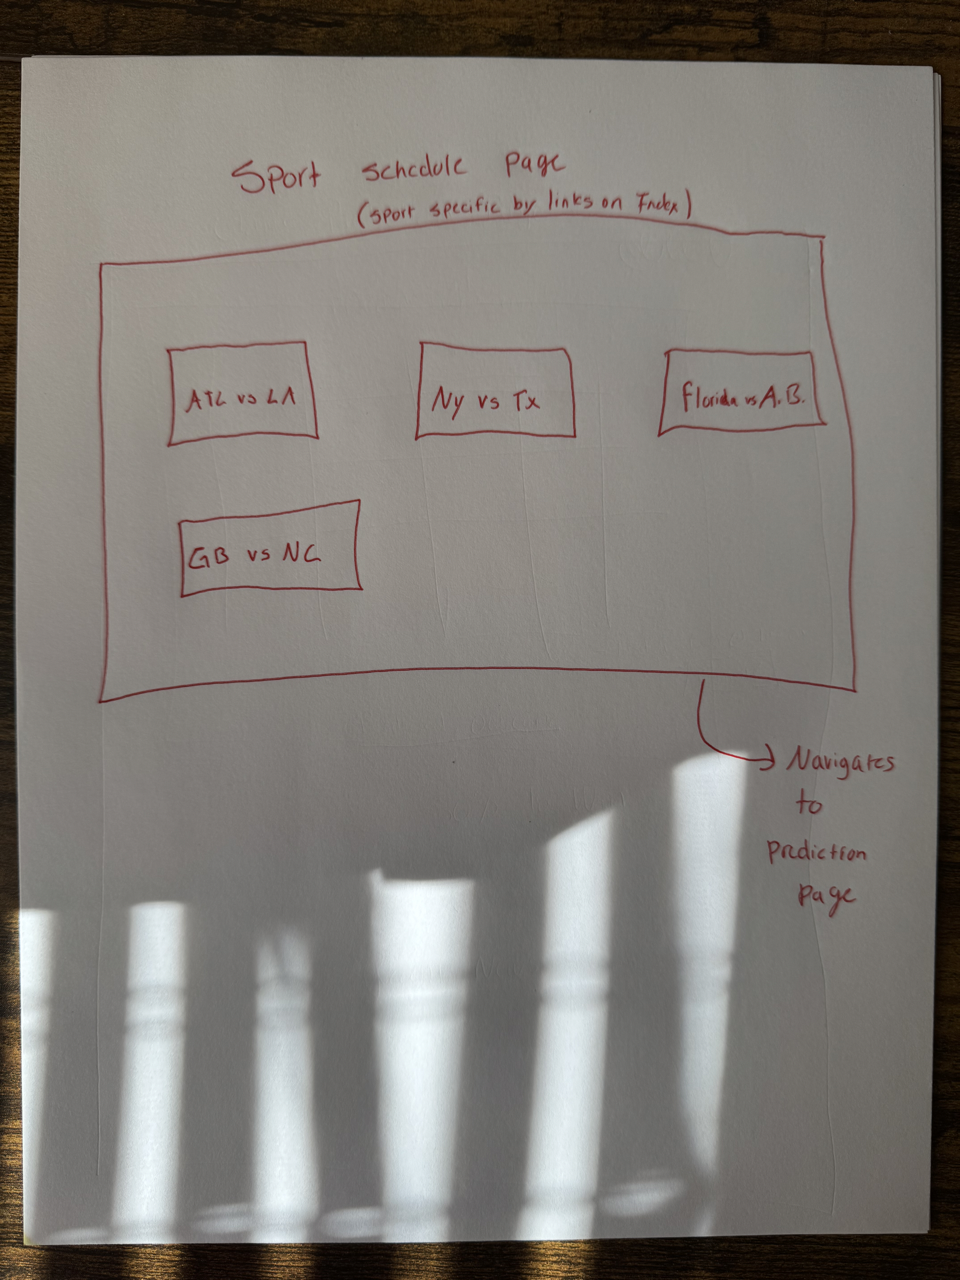 Sport schedule page
(sport specific by links on Index)
ATL vs LA
Ny vs Tx
Florida vs A.B.
GB vs NC
Navigates
to
prediction
page